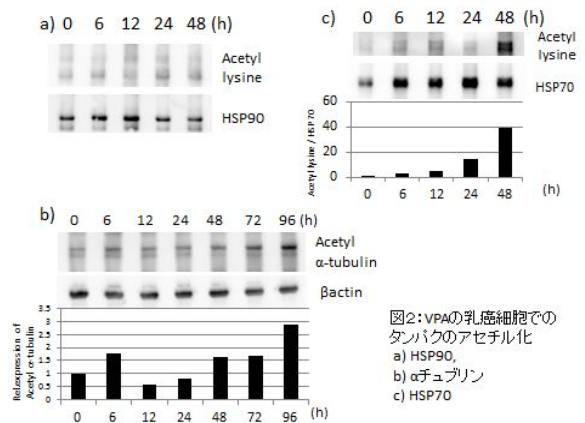 a) 0 6 12 24 48 (h)
Acetyl
lysine
HSP90
c) 0 6 12 24 48 (h)
Acetyl
lysine
HSP70
Acetyl lysine / HSP70
60
40
20
0
0 6 12 24 48 (h)
b) 0 6 12 24 48 72 96 (h)
Acetyl
α-tubulin
βactin
Rel.expression of
Acetyl α-tubulin
3.5
3
2.5
2
1.5
1
0.5
0
0 6 12 24 48 72 96 (h)
図2:VPAの乳癌細胞での
タンパクのアセチル化
a) HSP90,
b) αチュブリン
c) HSP70